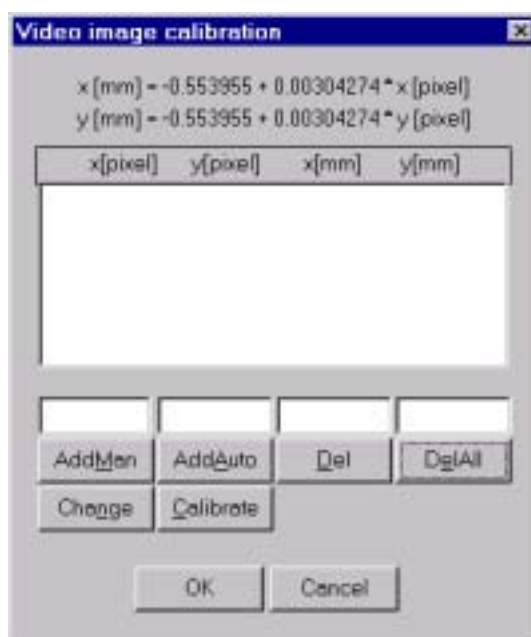 Video image calibration
x [mm] = -0.553955 + 0.00304274 * x [pixel]
y [mm] = -0.553955 + 0.00304274 * y [pixel]
x[pixel] y[pixel] x[mm] y[mm]
AddMan AddAuto Del DelAll
Change Calibrate
OK Cancel